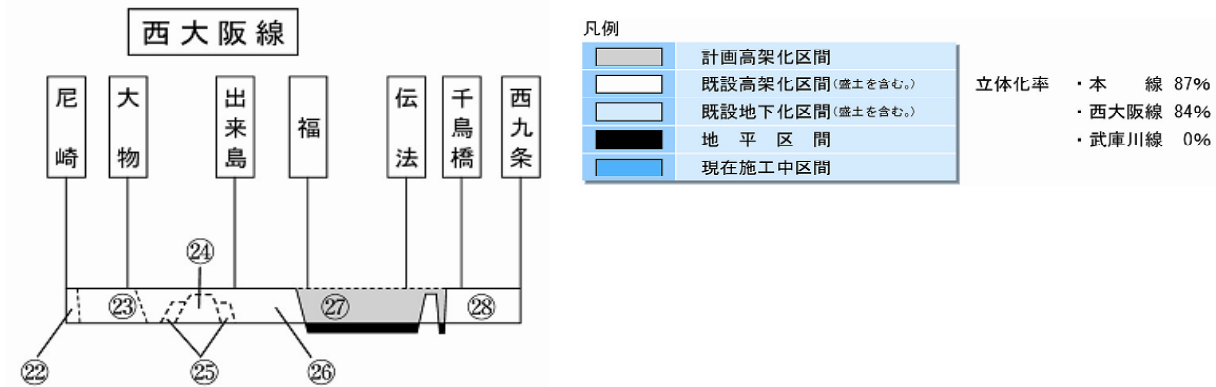 西大阪線
尼崎
大物
出来島
福
伝法
千鳥橋
西九条
㉔
㉓
㉗
㉘
㉒
㉕
㉖
凡例
計画高架化区間
既設高架化区間(盛土を含む。)
既設地下化区間(盛土を含む。)
地平区間
現在施工中区間
立体化率 ・本 線 87%
・西大阪線 84%
・武庫川線 0%